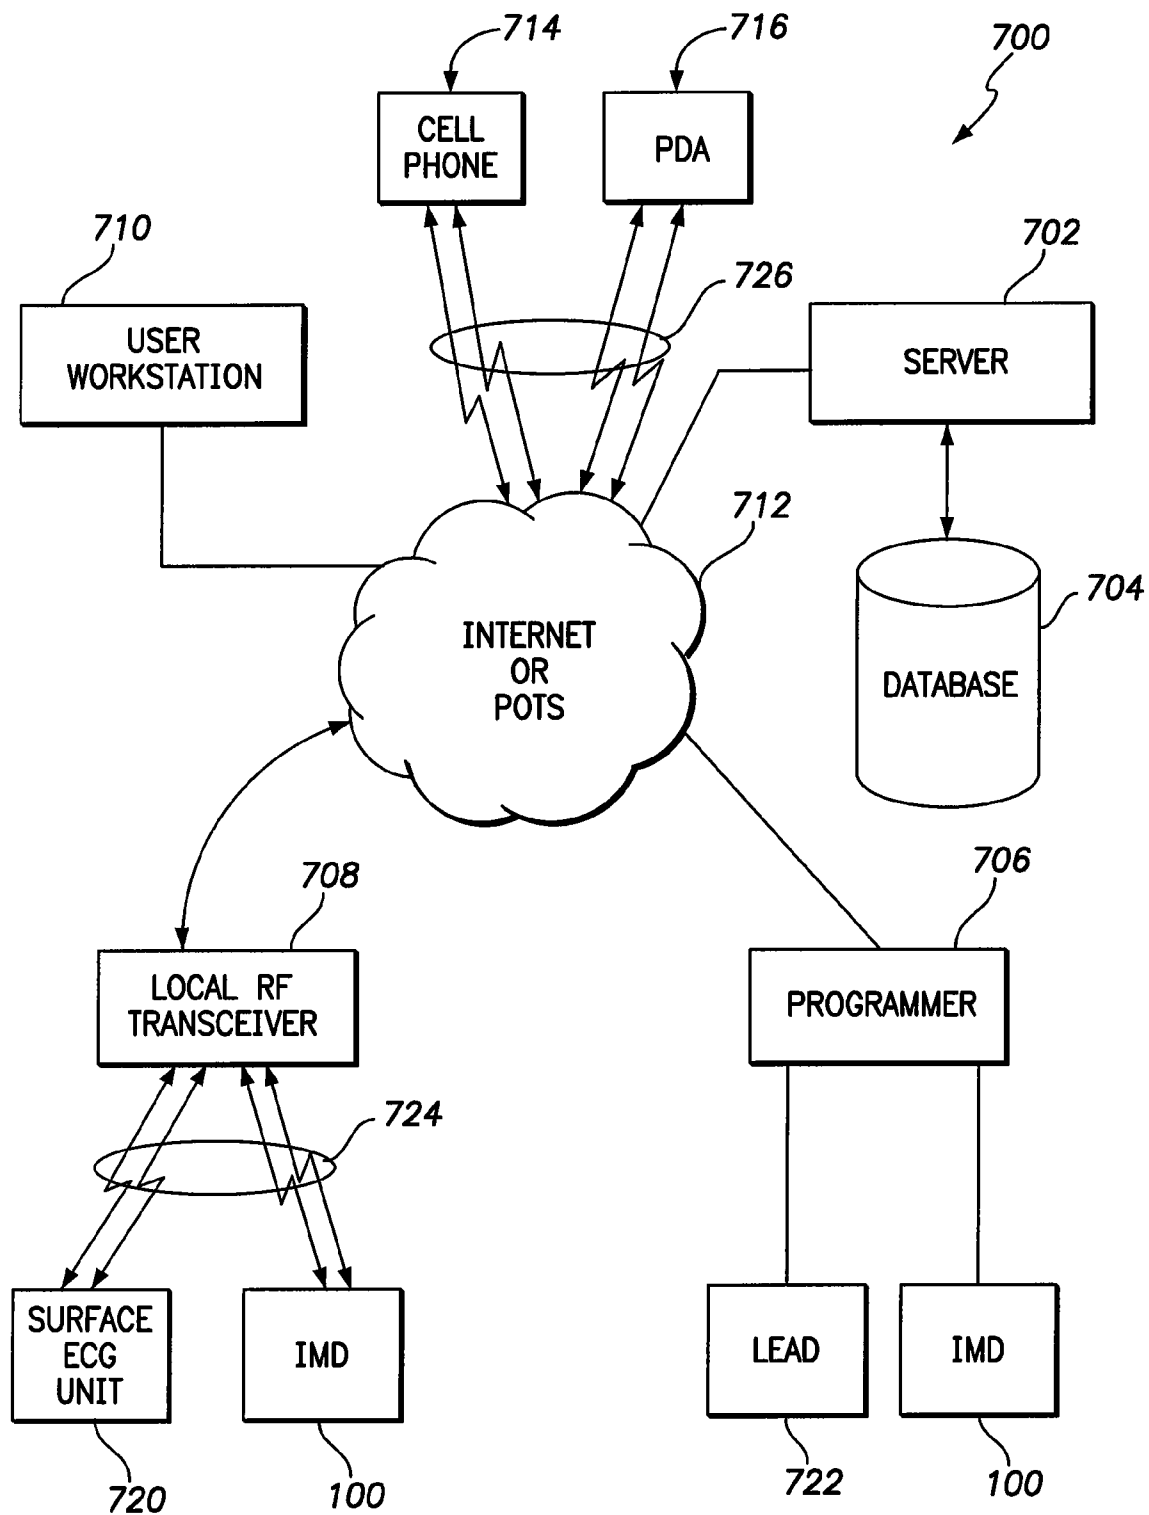 714
716
700
CELL
PHONE
PDA
710
702
726
USER
WORKSTATION
SERVER
712
704
INTERNET
OR
POTS
DATABASE
708
706
LOCAL RF
TRANSCEIVER
PROGRAMMER
724
SURFACE
ECG
UNIT
IMD
LEAD
IMD
720
100
722
100